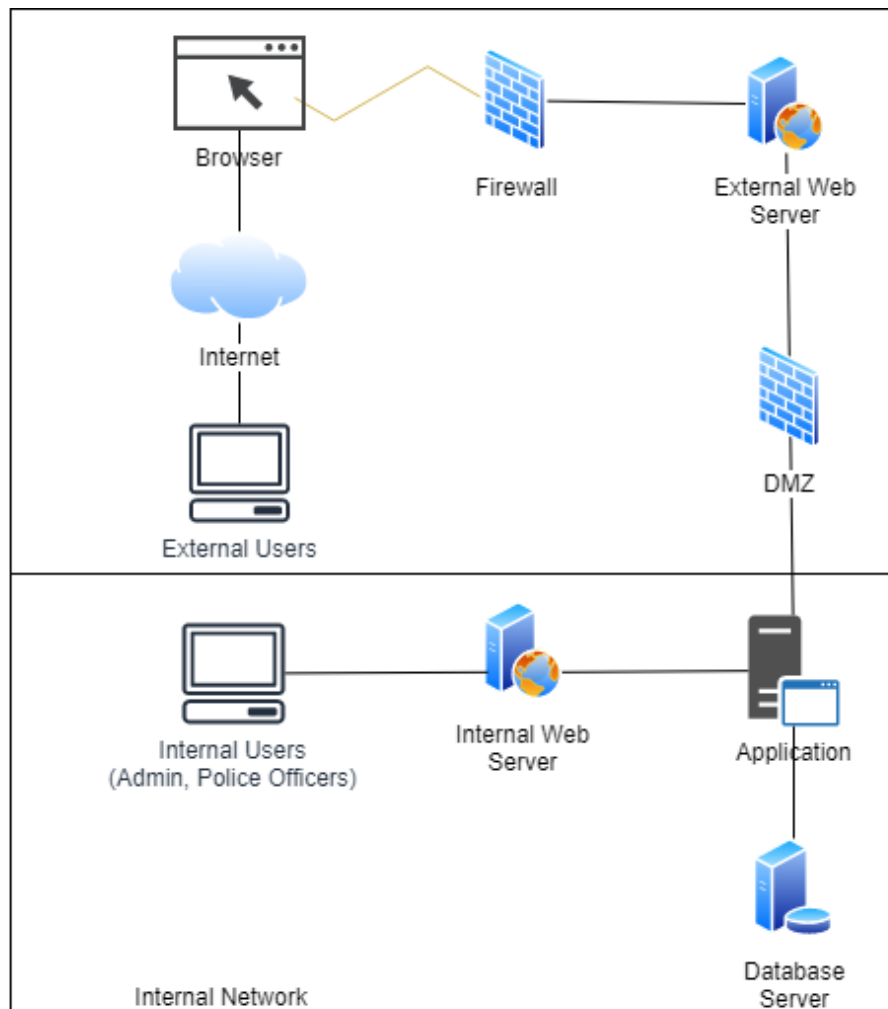 Browser
Firewall
External Web
Server
Internet
DMZ
External Users
Internal Users
(Admin, Police Officers)
Internal Web
Server
Application
Database
Server
Internal Network